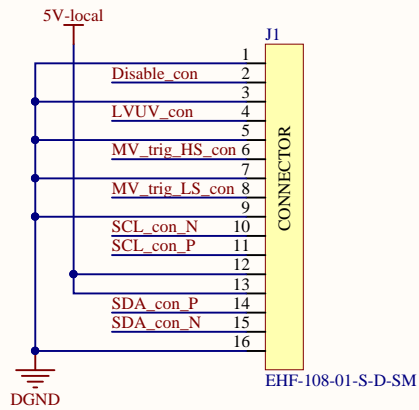 5V-local
J1
1
Disable_con 2
3
LVUV_con 4
5
MV_trig_HS_con 6
7
MV_trig_LS_con 8
9
SCL_con_N 10
SCL_con_P 11
12
13
SDA_con_P 14
SDA_con_N 15
16
CONNECTOR
EHF-108-01-S-D-SM
DGND